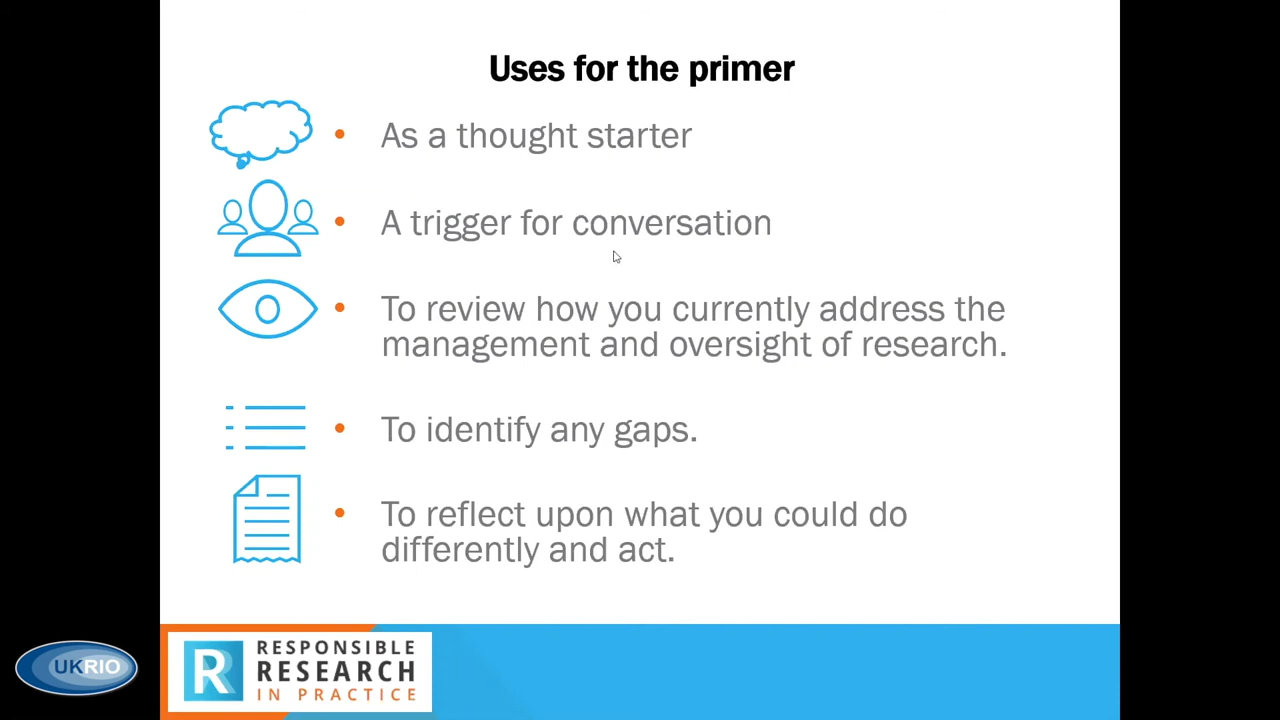 Uses for the primer
• As a thought starter
• A trigger for conversation
• To review how you currently address the
management and oversight of research.
• To identify any gaps.
• To reflect upon what you could do
differently and act.
UKRIO
R
RESPONSIBLE
RESEARCH
IN PRACTICE